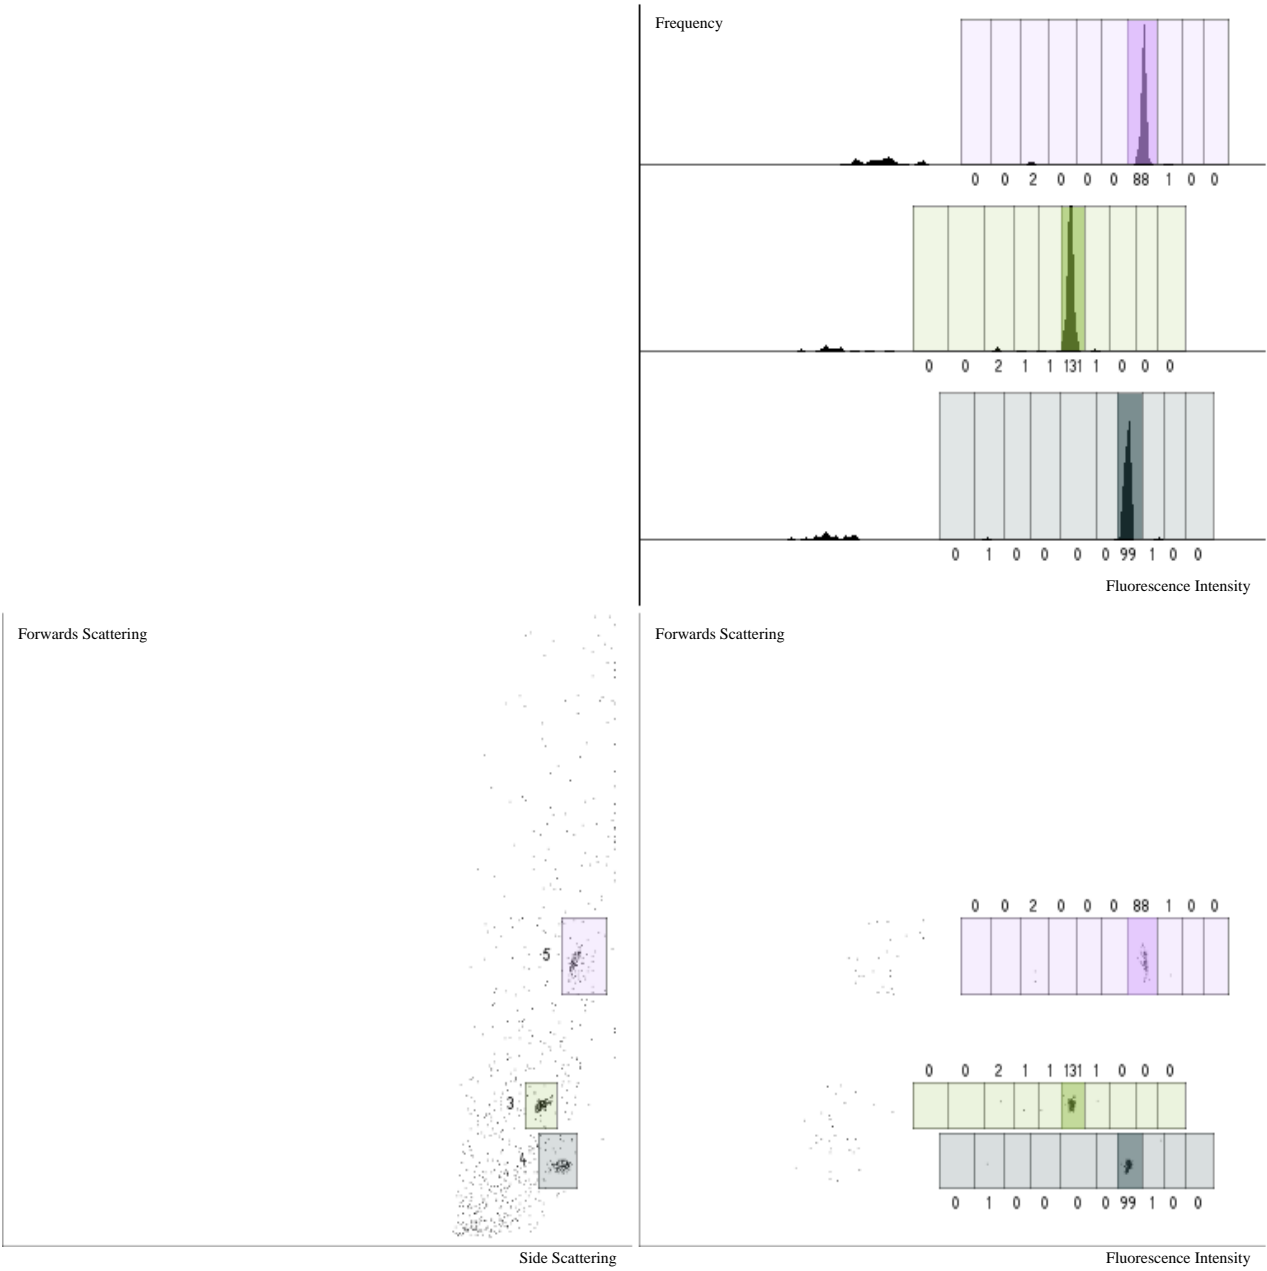 Frequency
0 0 2 0 0 0 88 1 0 0
0 0 2 1 1 131 1 0 0 0
0 1 0 0 0 0 99 1 0 0
Fluorescence Intensity
Forwards Scattering
5
3
4
Side Scattering
Forwards Scattering
0 0 2 0 0 0 88 1 0 0
0 0 2 1 1 131 1 0 0 0
0 1 0 0 0 0 99 1 0 0
Fluorescence Intensity